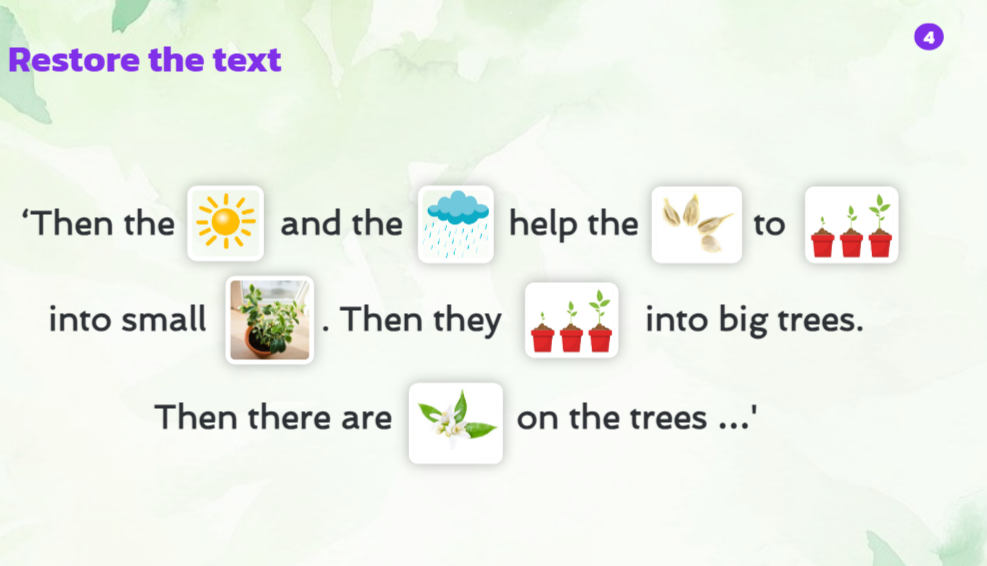 4
Restore the text
‘Then the and the help the to
into small . Then they into big trees.
Then there are on the trees ...'